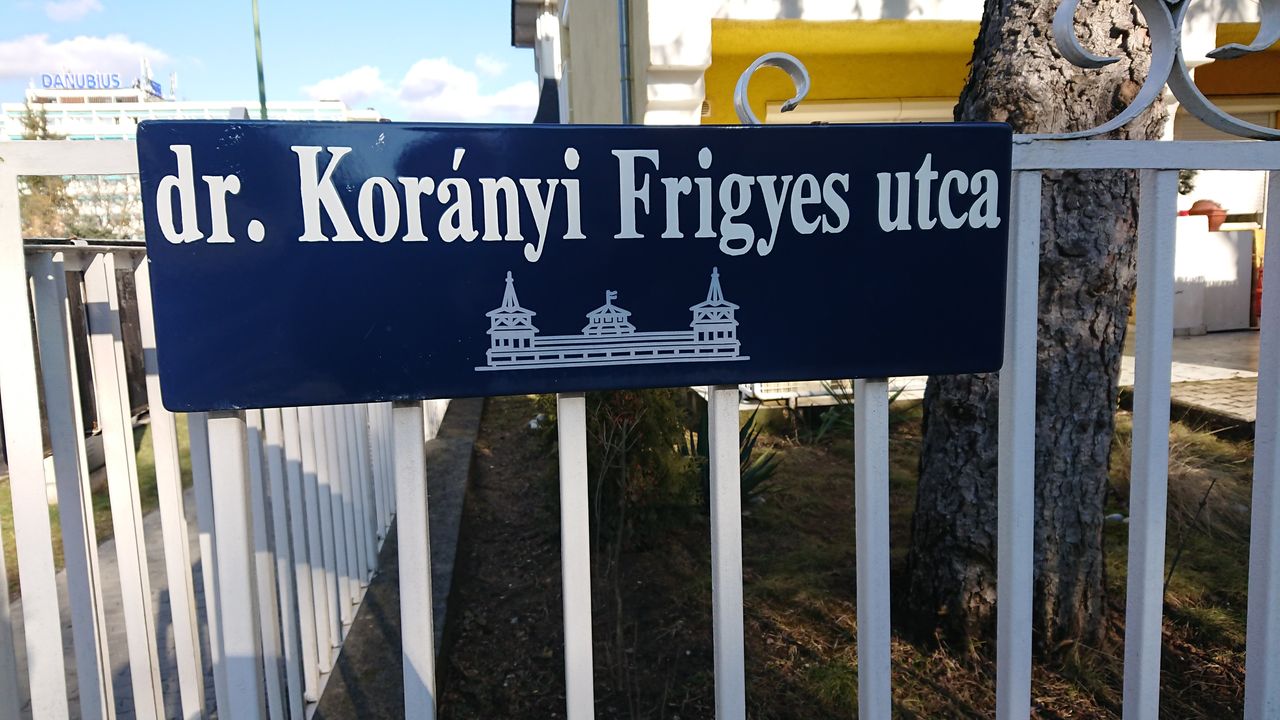 DANUBIUS
dr. Korányi Frigyes utca